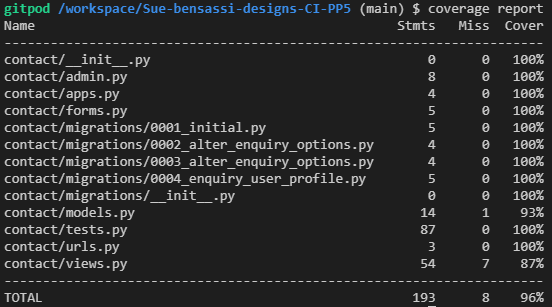 gitpod /workspace/Sue-bensassi-designs-CI-PP5 (main) $ coverage report
Name                                            Stmts   Miss  Cover
-------------------------------------------------------------------
contact/__init__.py                                 0      0   100%
contact/admin.py                                    8      0   100%
contact/apps.py                                     4      0   100%
contact/forms.py                                    5      0   100%
contact/migrations/0001_initial.py                  5      0   100%
contact/migrations/0002_alter_enquiry_options.py    4      0   100%
contact/migrations/0003_alter_enquiry_options.py    4      0   100%
contact/migrations/0004_enquiry_user_profile.py     5      0   100%
contact/migrations/__init__.py                      0      0   100%
contact/models.py                                  14      1    93%
contact/tests.py                                   87      0   100%
contact/urls.py                                     3      0   100%
contact/views.py                                   54      7    87%
-------------------------------------------------------------------
TOTAL                                             193      8    96%